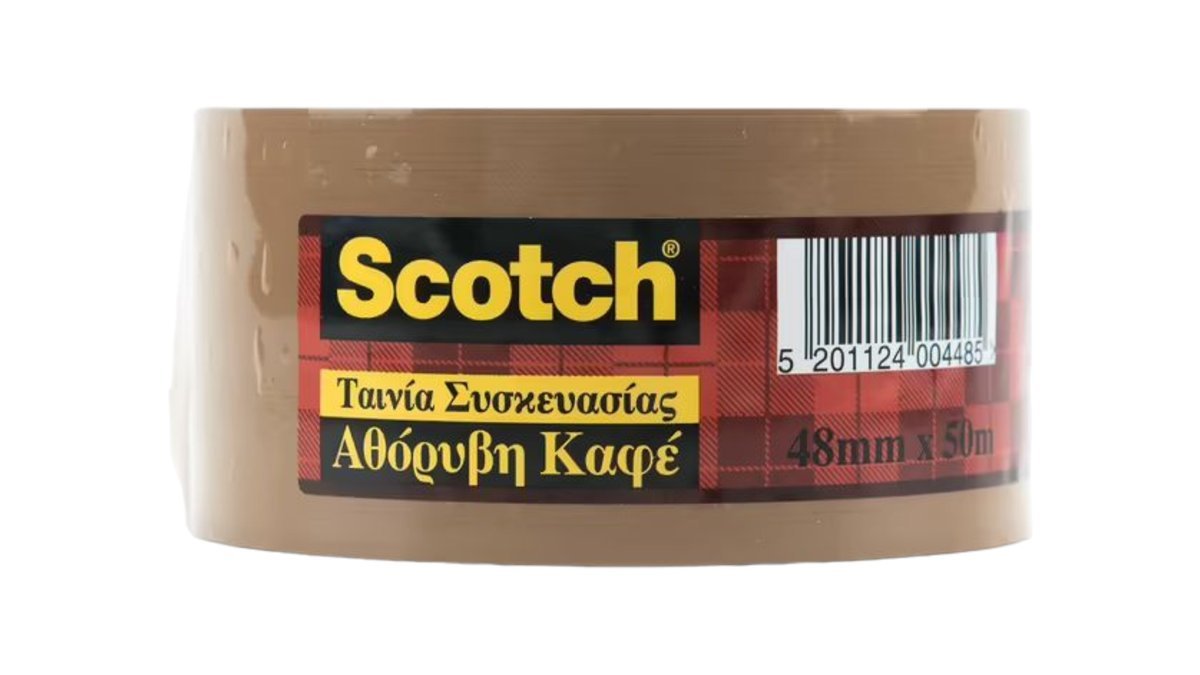 Scotch®
Ταινία Συσκευασίας
Αθόρυβη Καφέ
5 201124 004485
48mm x 50m